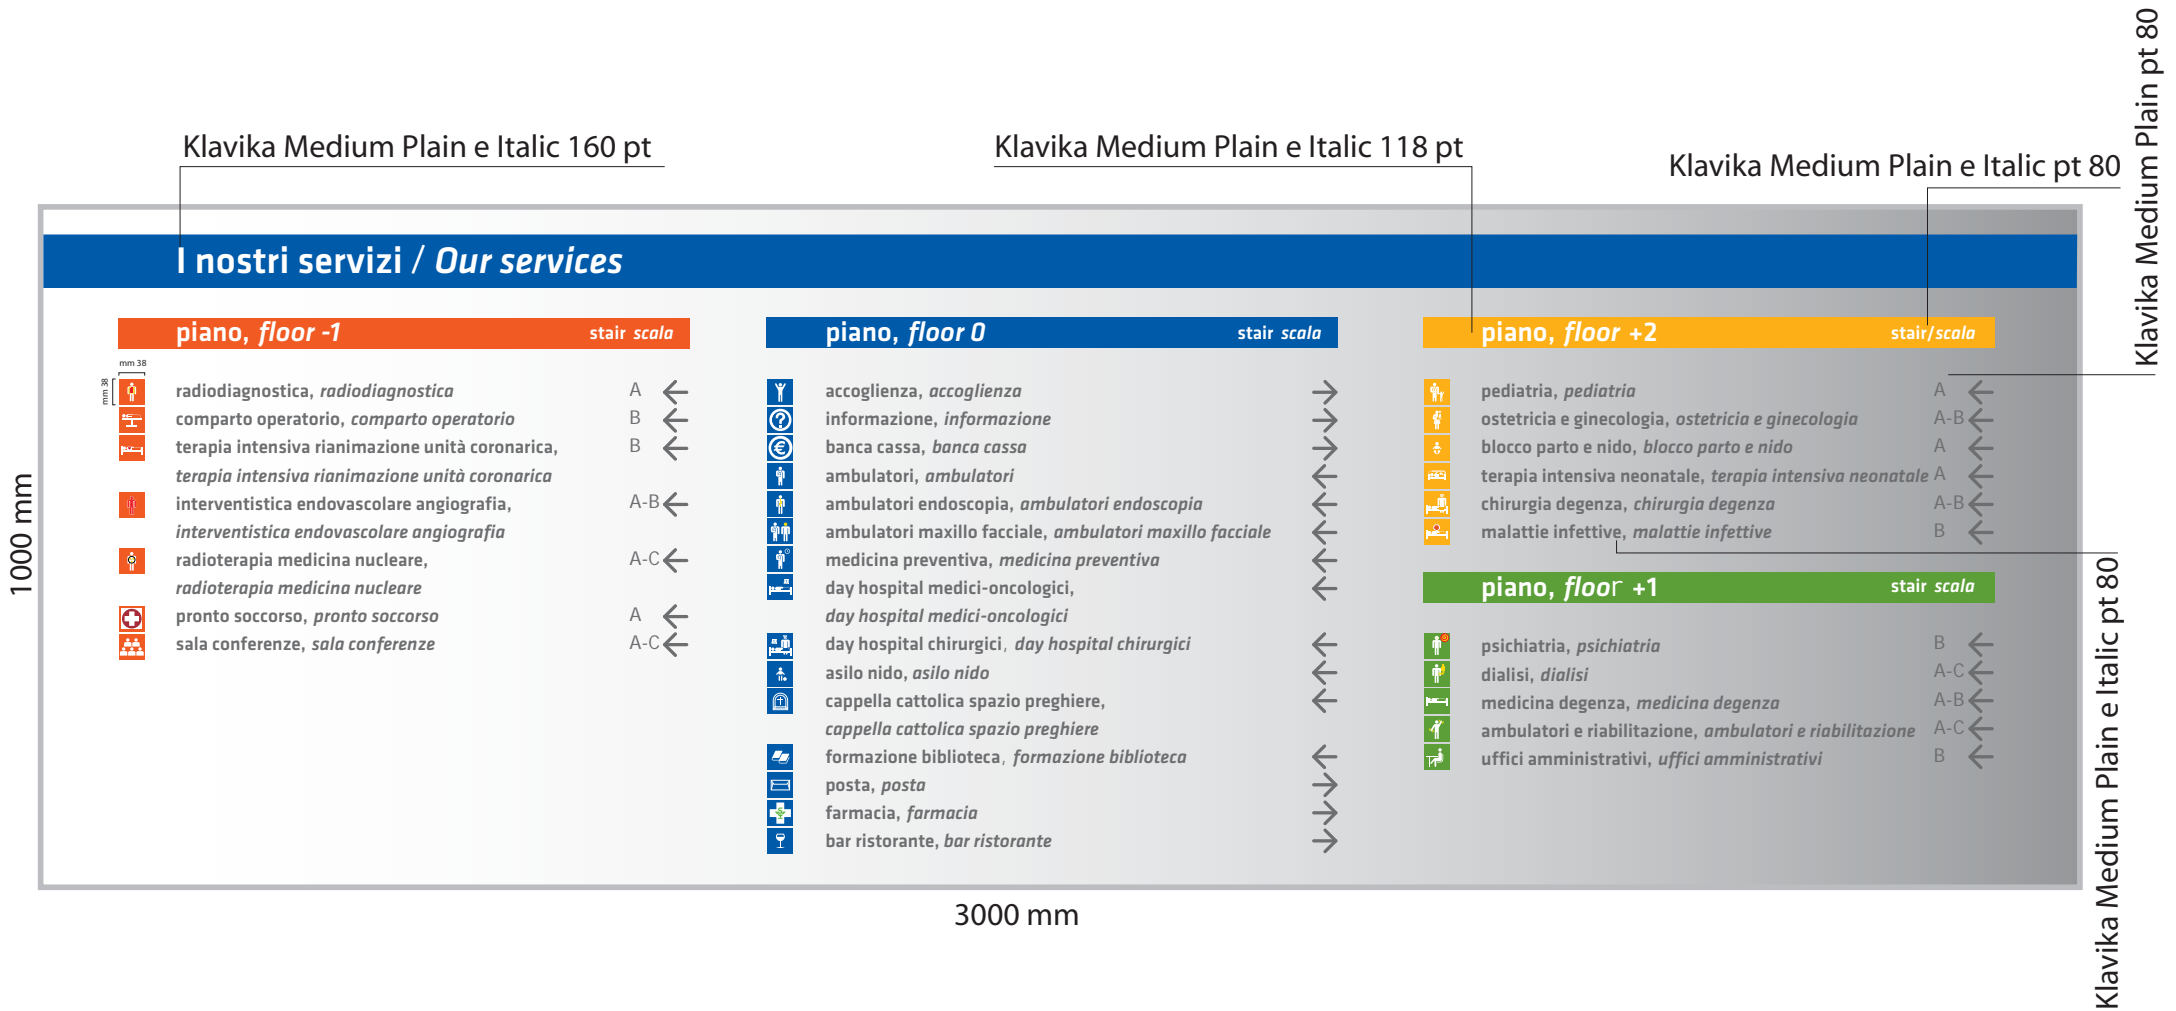 Klavika Medium Plain e Italic 160 pt
Klavika Medium Plain e Italic 118 pt
Klavika Medium Plain e Italic pt 80
Klavika Medium Plain pt 80
I nostri servizi / Our services
piano, floor -1 stair scala
mm 38
mm 38
radiodiagnostica, radiodiagnostica A
comparto operatorio, comparto operatorio B
terapia intensiva rianimazione unità coronarica, B
terapia intensiva rianimazione unità coronarica
interventistica endovascolare angiografia, A-B
interventistica endovascolare angiografia
radioterapia medicina nucleare, A-C
radioterapia medicina nucleare
pronto soccorso, pronto soccorso A
sala conferenze, sala conferenze A-C
piano, floor 0 stair scala
accoglienza, accoglienza
informazione, informazione
banca cassa, banca cassa
ambulatori, ambulatori
ambulatori endoscopia, ambulatori endoscopia
ambulatori maxillo facciale, ambulatori maxillo facciale
medicina preventiva, medicina preventiva
day hospital medici-oncologici,
day hospital medici-oncologici
day hospital chirurgici, day hospital chirurgici
asilo nido, asilo nido
cappella cattolica spazio preghiere,
cappella cattolica spazio preghiere
formazione biblioteca, formazione biblioteca
posta, posta
farmacia, farmacia
bar ristorante, bar ristorante
piano, floor +2 stair/scala
pediatria, pediatria A
ostetricia e ginecologia, ostetricia e ginecologia A-B
blocco parto e nido, blocco parto e nido A
terapia intensiva neonatale, terapia intensiva neonatale A
chirurgia degenza, chirurgia degenza A-B
malattie infettive, malattie infettive B
piano, floor +1 stair scala
psichiatria, psichiatria B
dialisi, dialisi A-C
medicina degenza, medicina degenza A-B
ambulatori e riabilitazione, ambulatori e riabilitazione A-C
uffici amministrativi, uffici amministrativi B
Klavika Medium Plain e Italic pt 80
1000 mm
3000 mm